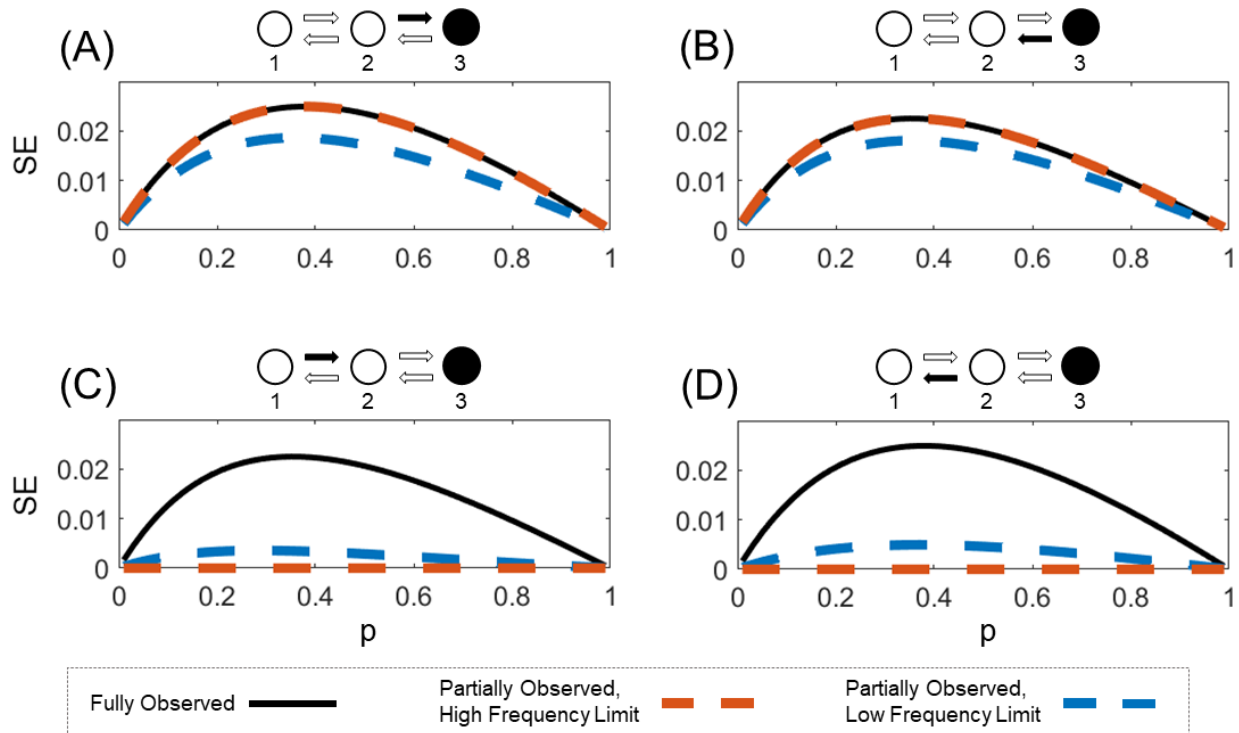 (A)
1 2 3
SE
0.02
0.01
0
0 0.2 0.4 0.6 0.8 1
(B)
1 2 3
0.02
0.01
0
0 0.2 0.4 0.6 0.8 1
(C)
1 2 3
SE
0.02
0.01
0
0 0.2 0.4 0.6 0.8 1
p
(D)
1 2 3
0.02
0.01
0
0 0.2 0.4 0.6 0.8 1
p
Fully Observed
Partially Observed,
High Frequency Limit
Partially Observed,
Low Frequency Limit